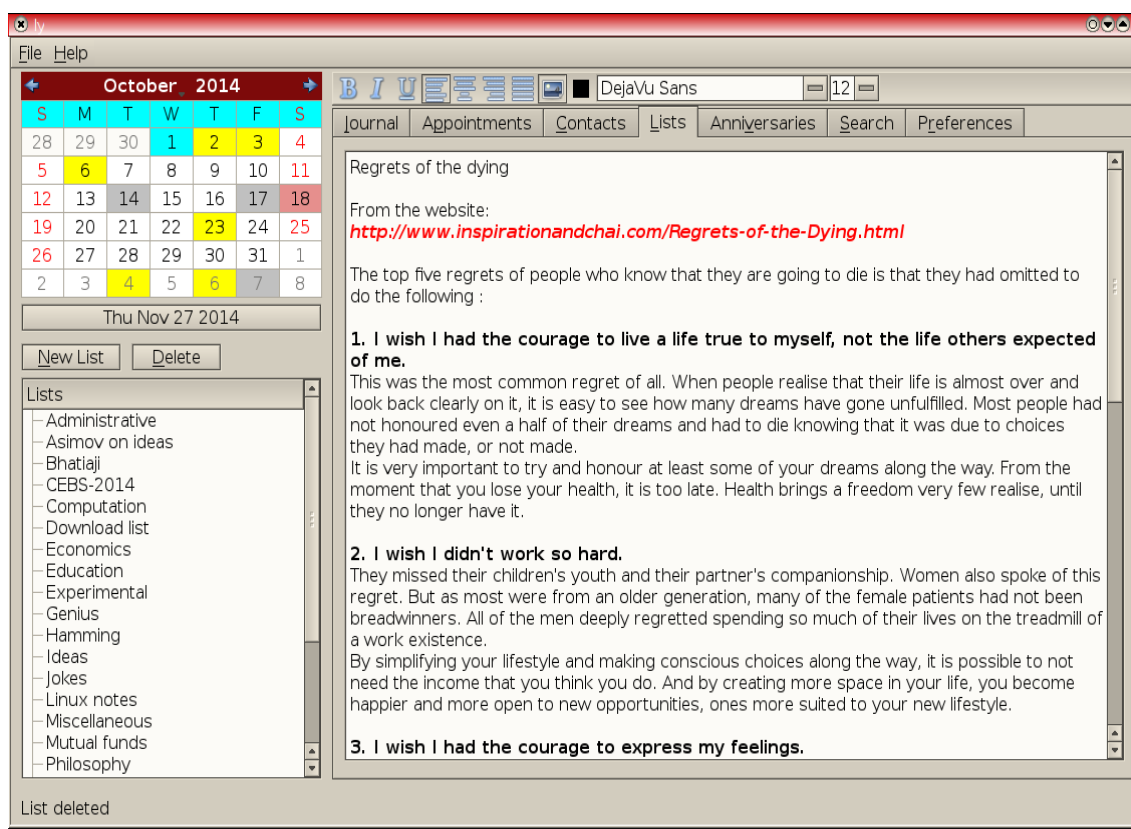 ly
File Help
October 2014
S M T W T F S
28 29 30 1 2 3 4
5 6 7 8 9 10 11
12 13 14 15 16 17 18
19 20 21 22 23 24 25
26 27 28 29 30 31 1
2 3 4 5 6 7 8
Thu Nov 27 2014
New List Delete
Lists
Administrative
Asimov on ideas
Bhatiaji
CEBS-2014
Computation
Download list
Economics
Education
Experimental
Genius
Hamming
Ideas
Jokes
Linux notes
Miscellaneous
Mutual funds
Philosophy
B I U DejaVu Sans 12
Journal Appointments Contacts Lists Anniversaries Search Preferences
Regrets of the dying
From the website:
http://www.inspirationandchai.com/Regrets-of-the-Dying.html
The top five regrets of people who know that they are going to die is that they had omitted to
do the following :
1. I wish I had the courage to live a life true to myself, not the life others expected
of me.
This was the most common regret of all. When people realise that their life is almost over and
look back clearly on it, it is easy to see how many dreams have gone unfulfilled. Most people had
not honoured even a half of their dreams and had to die knowing that it was due to choices
they had made, or not made.
It is very important to try and honour at least some of your dreams along the way. From the
moment that you lose your health, it is too late. Health brings a freedom very few realise, until
they no longer have it.
2. I wish I didn't work so hard.
They missed their children's youth and their partner's companionship. Women also spoke of this
regret. But as most were from an older generation, many of the female patients had not been
breadwinners. All of the men deeply regretted spending so much of their lives on the treadmill of
a work existence.
By simplifying your lifestyle and making conscious choices along the way, it is possible to not
need the income that you think you do. And by creating more space in your life, you become
happier and more open to new opportunities, ones more suited to your new lifestyle.
3. I wish I had the courage to express my feelings.
List deleted